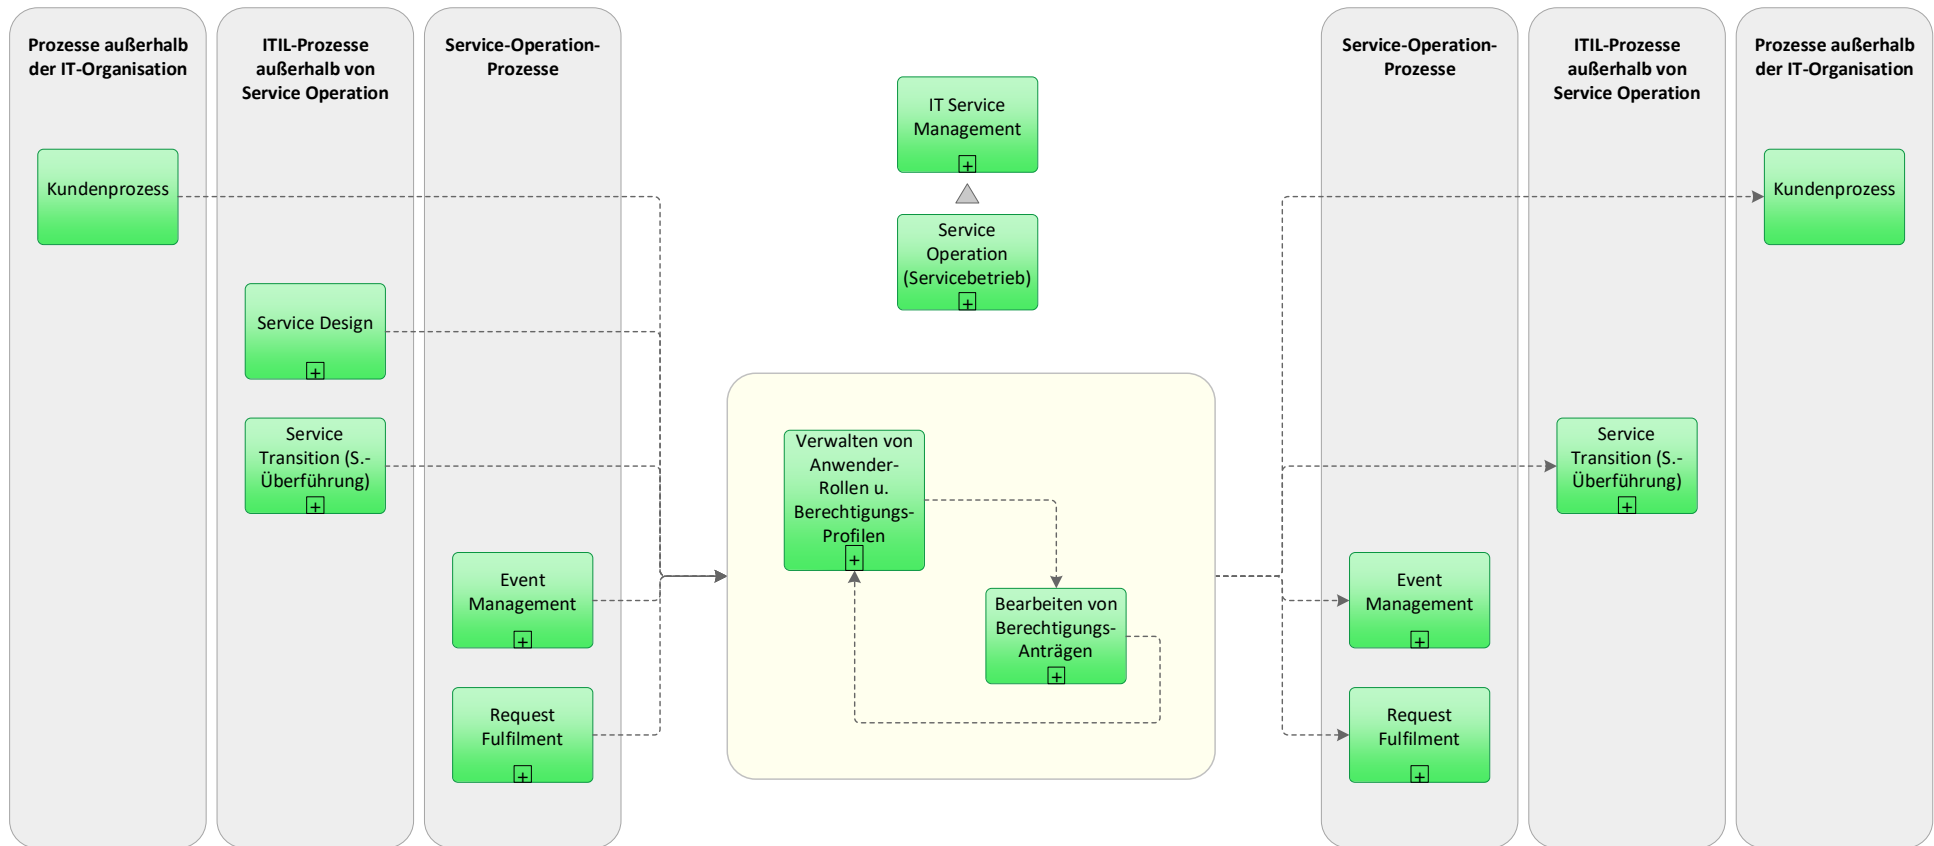 Prozesse außerhalb
der IT-Organisation
ITIL-Prozesse
außerhalb von
Service Operation
Service-Operation-
Prozesse
Service-Operation-
Prozesse
ITIL-Prozesse
außerhalb von
Service Operation
Prozesse außerhalb
der IT-Organisation
IT Service
Management
Kundenprozess
Kundenprozess
Service
Operation
(Servicebetrieb)
Service Design
Service
Transition (S.-
Überführung)
Verwalten von
Anwender-
Rollen u.
Berechtigungs-
Profilen
Service
Transition (S.-
Überführung)
Event
Management
Bearbeiten von
Berechtigungs-
Anträgen
Event
Management
Request
Fulfilment
Request
Fulfilment